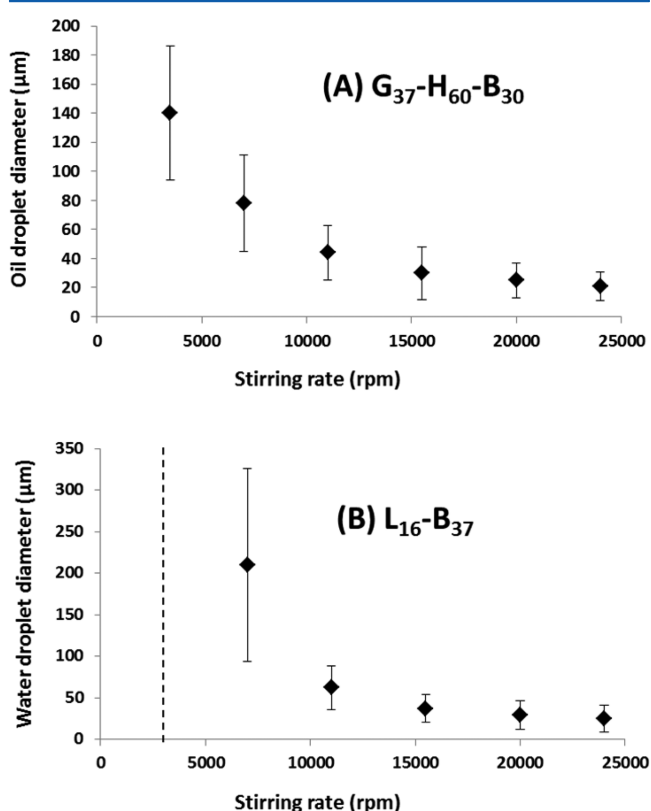 200
180
160
140
120
100
80
60
40
20
0
Oil droplet diameter (µm)
(A) G37-H60-B30
0 5000 10000 15000 20000 25000
Stirring rate (rpm)
350
300
250
200
150
100
50
0
Water droplet diameter (µm)
(B) L16-B37
0 5000 10000 15000 20000 25000
Stirring rate (rpm)